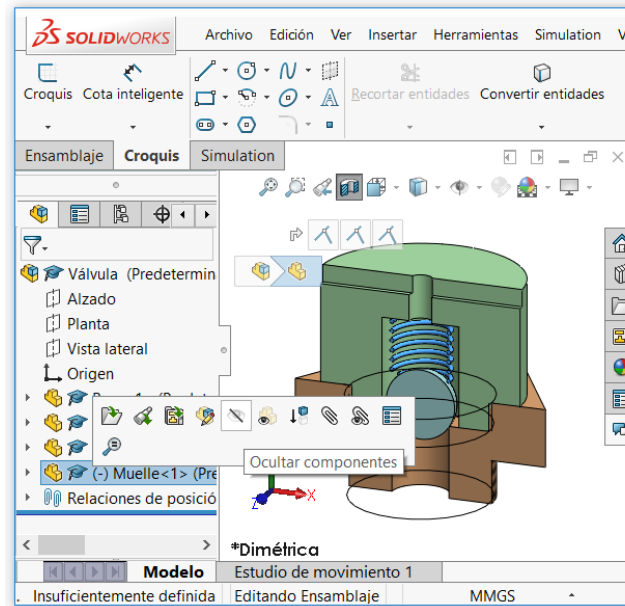 SOLIDWORKS
Archivo Edición Ver Insertar Herramientas Simulation
Croquis Cota inteligente Recortar entidades Convertir entidades
Ensamblaje Croquis Simulation
Válvula (Predetermin
Alzado
Planta
Vista lateral
Origen
Ocultar componentes
(-) Muelle<1> (Pre
Relaciones de posició
Z X
*Dimétrica
Modelo Estudio de movimiento 1
Insuficientemente definida Editando Ensamblaje MMGS